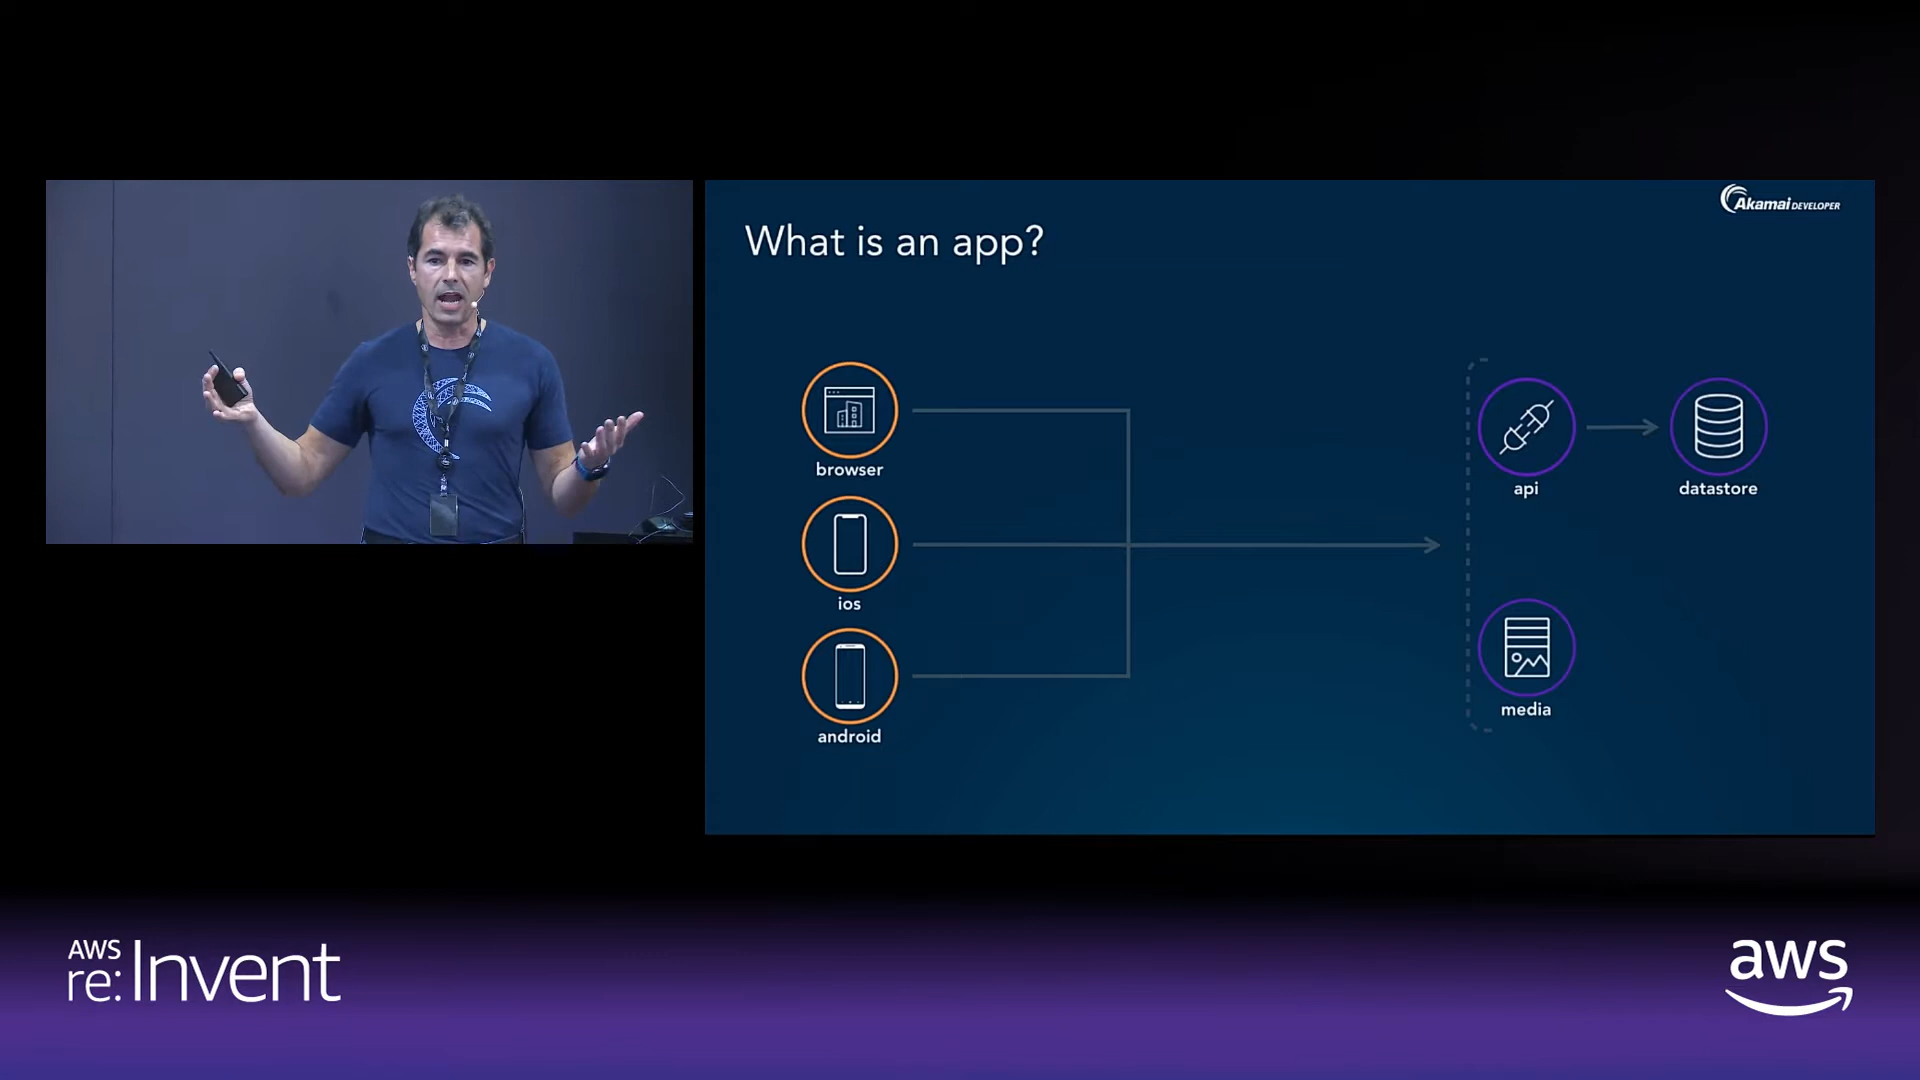 Akamai DEVELOPER
What is an app?
browser
ios
android
api
datastore
media
AWS
re:Invent
aws